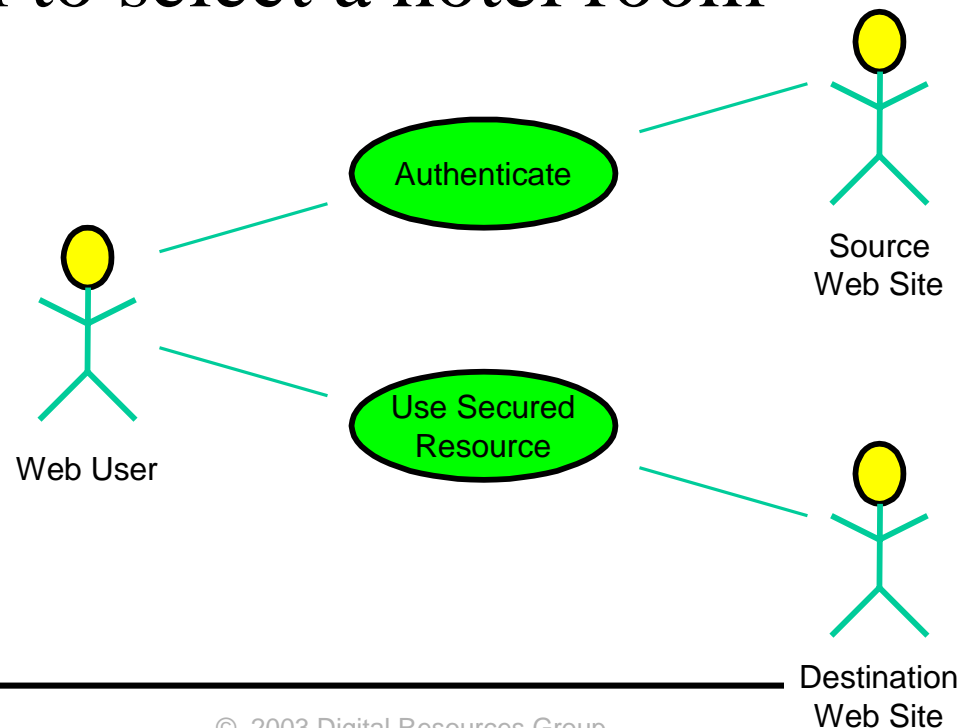 to select a hotel room
Authenticate
Source
Web Site
Use Secured
Resource
Web User
Destination
Web Site
© 2003 Digital Resources Group